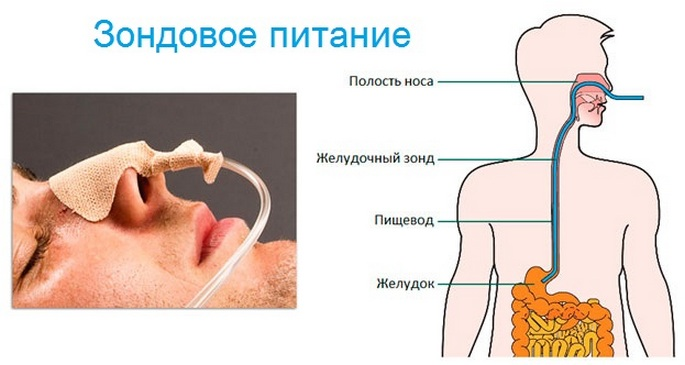 Зондовое питание
Полость носа
Желудочный зонд
Пищевод
Желудок